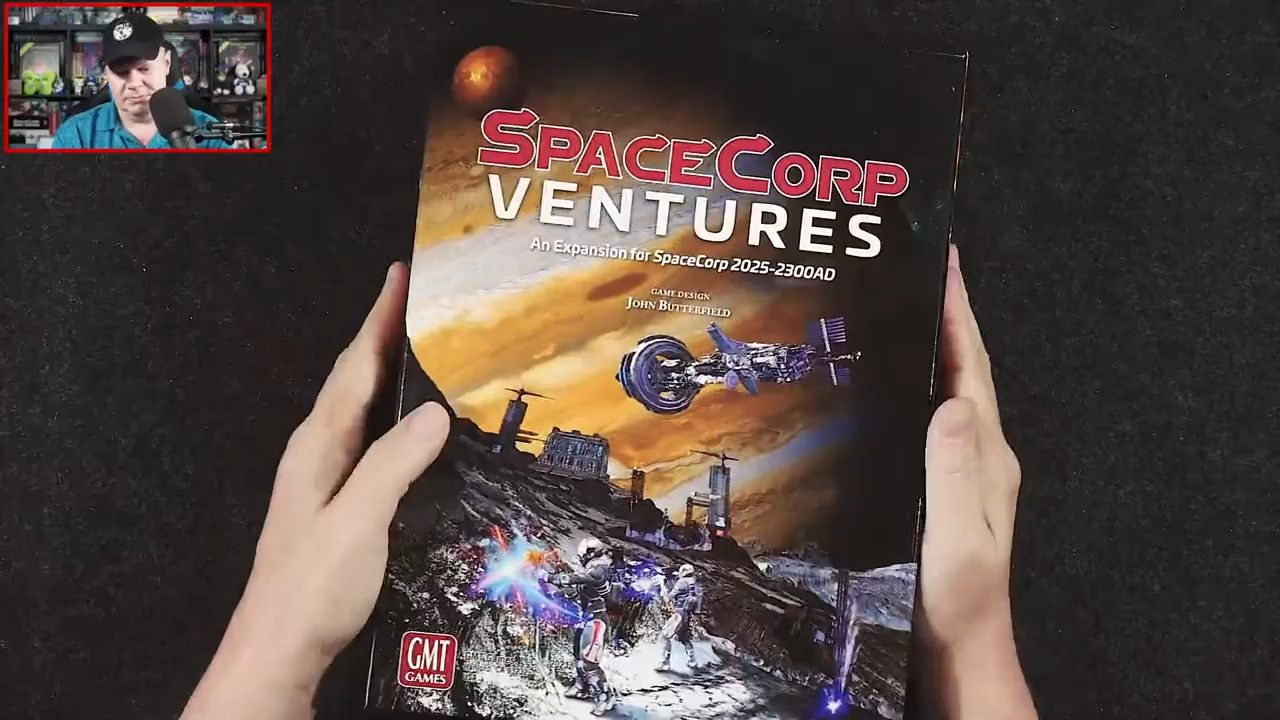 SPACECORP
VENTURES
An Expansion for SpaceCorp 2025-2300AD
GAME DESIGN
JOHN BUTTERFIELD
GMT
GAMES